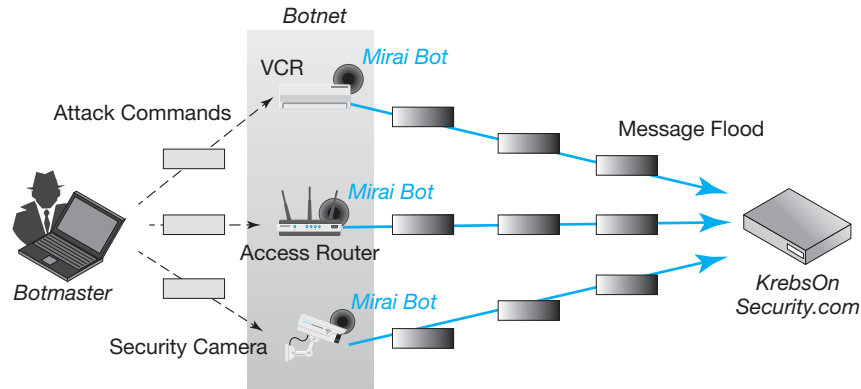 Botnet
VCR
Mirai Bot
Attack Commands
Message Flood
Mirai Bot
Access Router
Botmaster
KrebsOn
Security.com
Mirai Bot
Security Camera